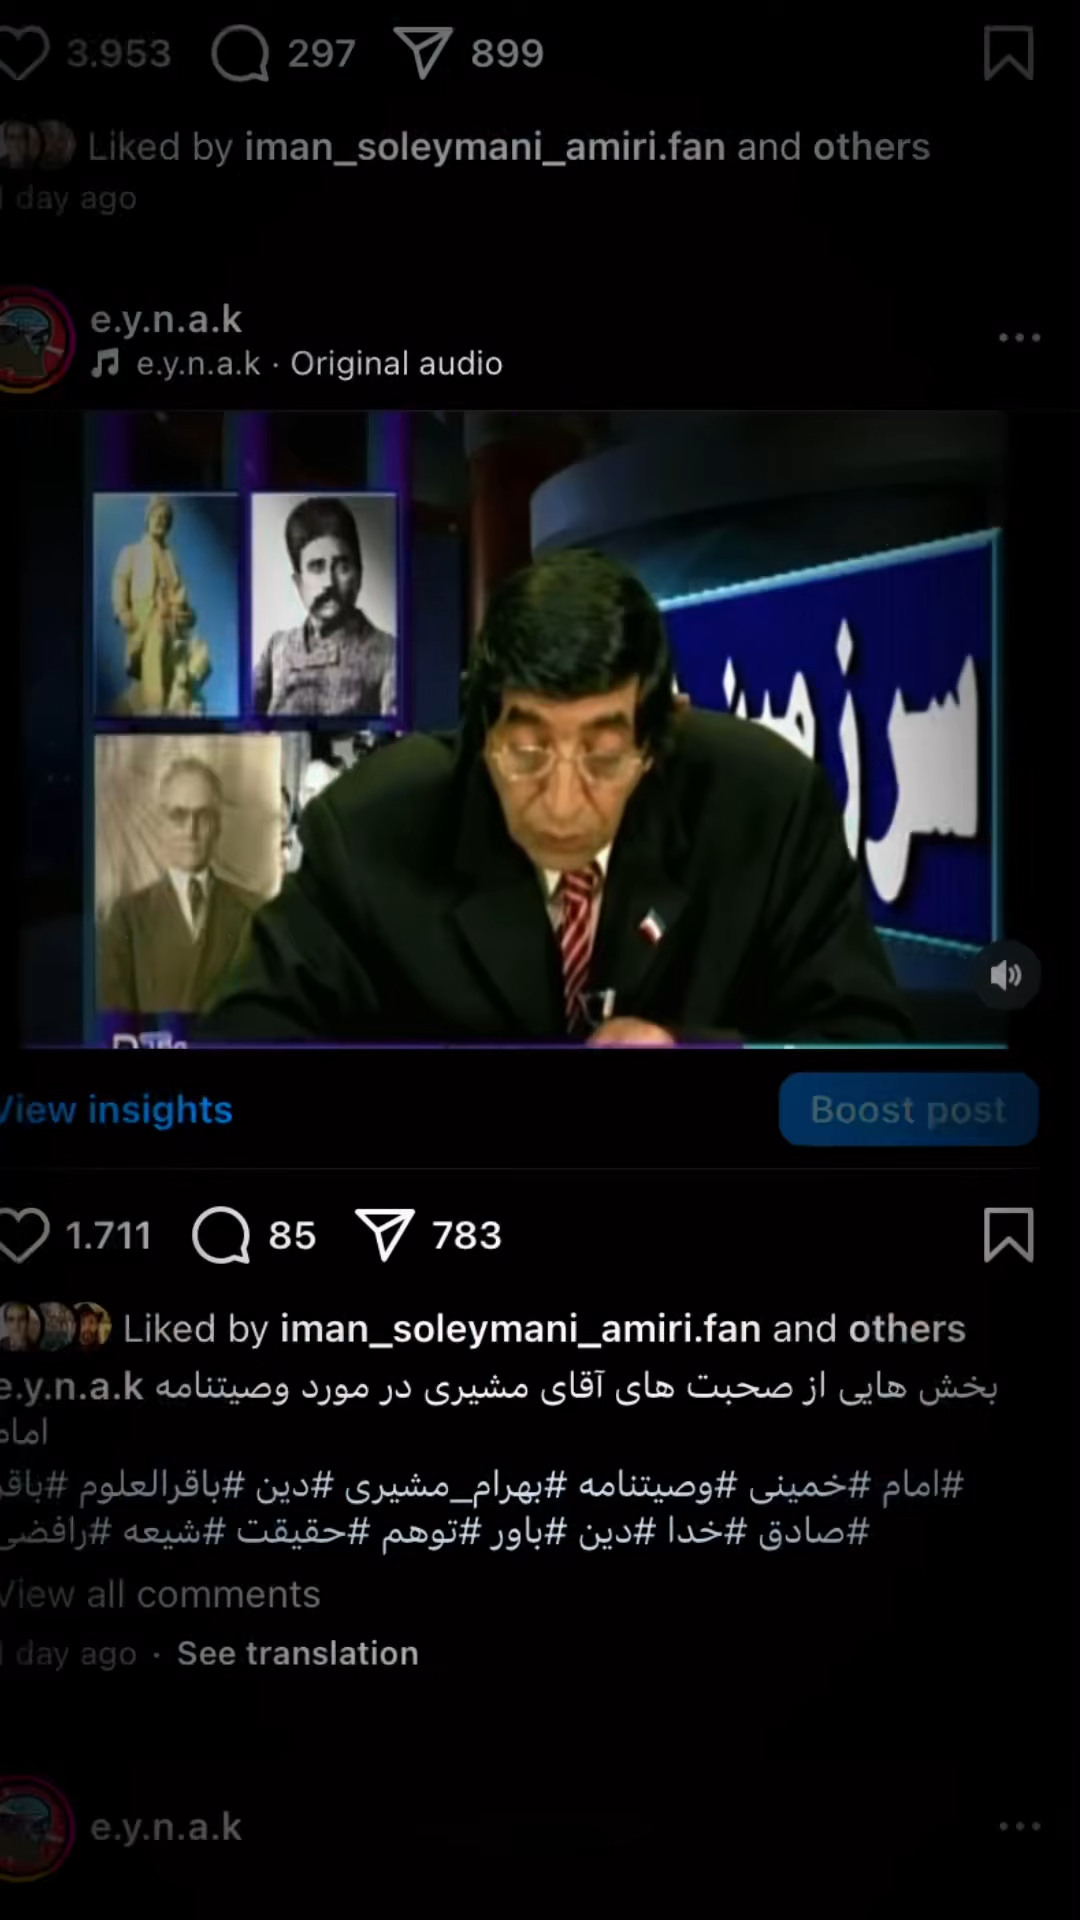 3.953 297 899
Liked by iman_soleymani_amiri.fan and others
day ago
e.y.n.a.k
e.y.n.a.k · Original audio
سرزمین
View insights
Boost post
1.711 85 783
Liked by iman_soleymani_amiri.fan and others
e.y.n.a.k بخش هایی از صحبت های آقای مشیری در مورد وصیتنامه
امام
#امام #خمینی #وصیتنامه #بهرام_مشیری #دین #باقرالعلوم #باقر
#صادق #خدا #دین #باور #توهم #حقیقت #شیعه #رافضی
View all comments
day ago · See translation
e.y.n.a.k